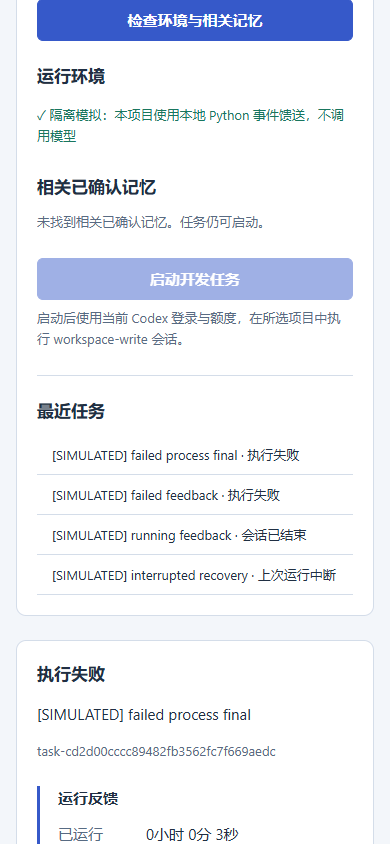 检查环境与相关记忆
运行环境
✓ 隔离模拟：本项目使用本地 Python 事件馈送，不调
用模型
相关已确认记忆
未找到相关已确认记忆。任务仍可启动。
启动开发任务
启动后使用当前 Codex 登录与额度，在所选项目中执
行 workspace-write 会话。
最近任务
[SIMULATED] failed process final · 执行失败
[SIMULATED] failed feedback · 执行失败
[SIMULATED] running feedback · 会话已结束
[SIMULATED] interrupted recovery · 上次运行中断
执行失败
[SIMULATED] failed process final
task-cd2d00cccc89482fb3562fc7f669aedc
运行反馈
已运行 0小时 0分 3秒